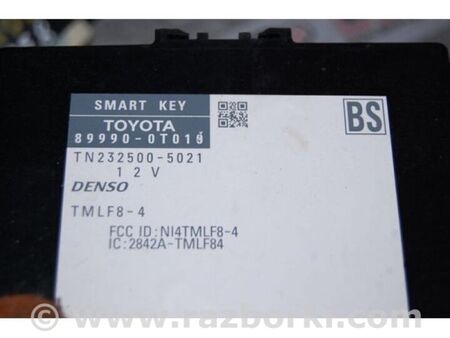 SMART KEY
TOYOTA
BS
89990-0T019
TN232500-5021
12V
DENSO
TMLF8-4
FCC ID:NI4TMLF8-4
IC:2842A-TMLF84
© www.razborki.com